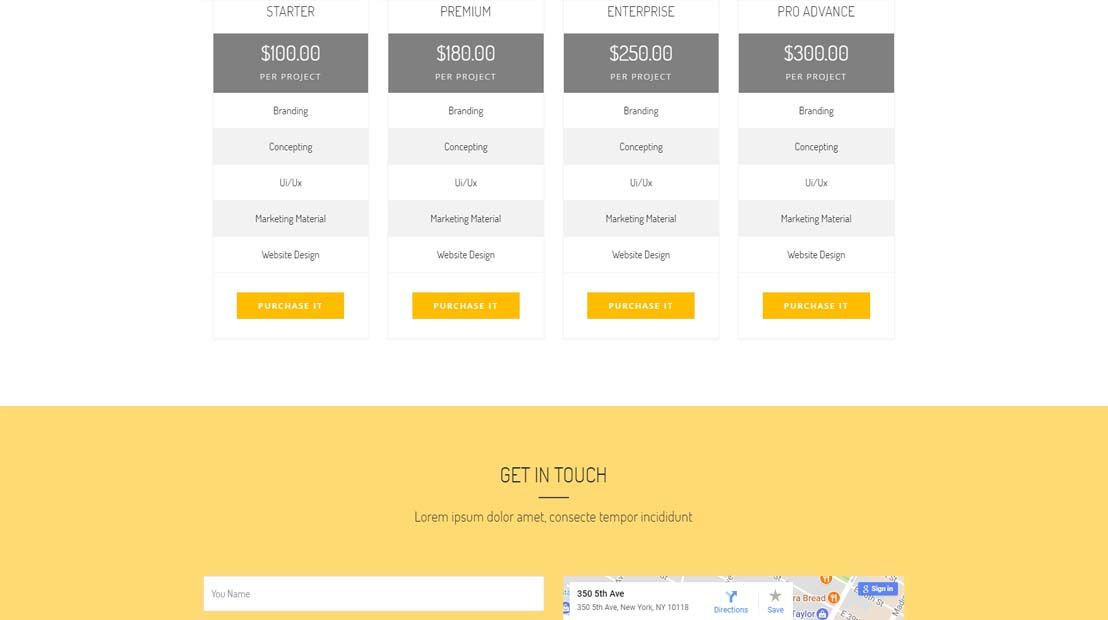 STARTER
$100.00
PER PROJECT
Branding
Concepting
Ui/Ux
Marketing Material
Website Design
PURCHASE IT
PREMIUM
$180.00
PER PROJECT
Branding
Concepting
Ui/Ux
Marketing Material
Website Design
PURCHASE IT
ENTERPRISE
$250.00
PER PROJECT
Branding
Concepting
Ui/Ux
Marketing Material
Website Design
PURCHASE IT
PRO ADVANCE
$300.00
PER PROJECT
Branding
Concepting
Ui/Ux
Marketing Material
Website Design
PURCHASE IT
GET IN TOUCH
Lorem ipsum dolor amet, consecte tempor incididunt
You Name
350 5th Ave
350 5th Ave, New York, NY 10118
Directions
Save
Sign in
ra Bread
Taylor